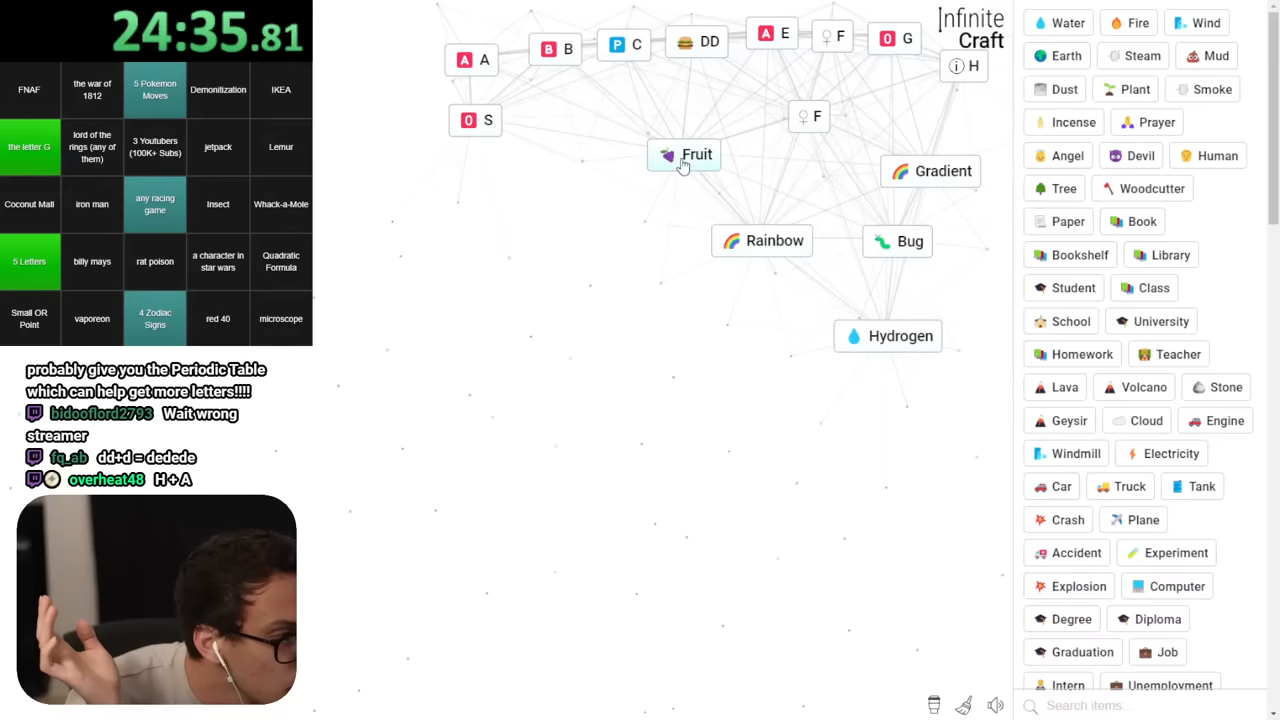 24:35.81
FNAF
the war of 1812
5 Pokemon Moves
Demonitization
IKEA
the letter G
lord of the rings (any of them)
3 Youtubers (100K+ Subs)
jetpack
Lemur
Coconut Mall
iron man
any racing game
Insect
Whack-a-Mole
5 Letters
billy mays
rat poison
a character in star wars
Quadratic Formula
Small OR Point
vaporeon
4 Zodiac Signs
red 40
microscope
probably give you the Periodic Table
which can help get more letters!!!!
bidooflord2793 Wait wrong
streamer
fq_ab dd+d = dedede
overheat48 H + A
A A
B B
P C
DD
A E
♀ F
O G
ⓘ H
O S
♀ F
Fruit
Gradient
Rainbow
Bug
Hydrogen
Infinite
Craft
Water
Fire
Wind
Earth
Steam
Mud
Dust
Plant
Smoke
Incense
Prayer
Angel
Devil
Human
Tree
Woodcutter
Paper
Book
Bookshelf
Library
Student
Class
School
University
Homework
Teacher
Lava
Volcano
Stone
Geysir
Cloud
Engine
Windmill
Electricity
Car
Truck
Tank
Crash
Plane
Accident
Experiment
Explosion
Computer
Degree
Diploma
Graduation
Job
Intern
Unemployment
Search items...